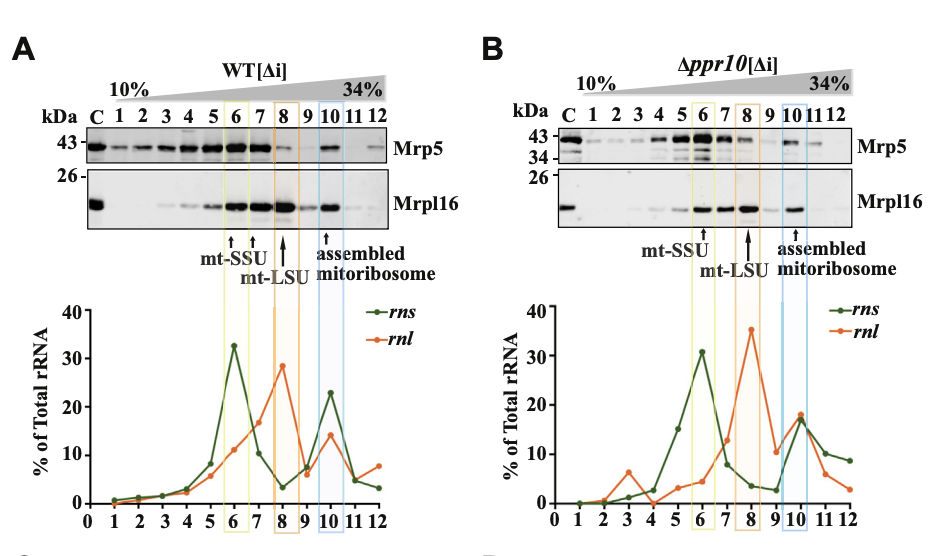 A
WT[Δi]
10%
34%
kDa C 1 2 3 4 5 6 7 8 9 10 11 12
43
Mrp5
26
Mrpl16
mt-SSU
mt-LSU
assembled
mitoribosome
rns
rnl
% of Total rRNA
40
30
20
10
0
0 1 2 3 4 5 6 7 8 9 10 11 12
B
Δppr10[Δi]
10%
34%
kDa C 1 2 3 4 5 6 7 8 9 10 11 12
43
34
Mrp5
26
Mrpl16
mt-SSU
mt-LSU
assembled
mitoribosome
rns
rnl
% of Total rRNA
40
30
20
10
0
0 1 2 3 4 5 6 7 8 9 10 11 12